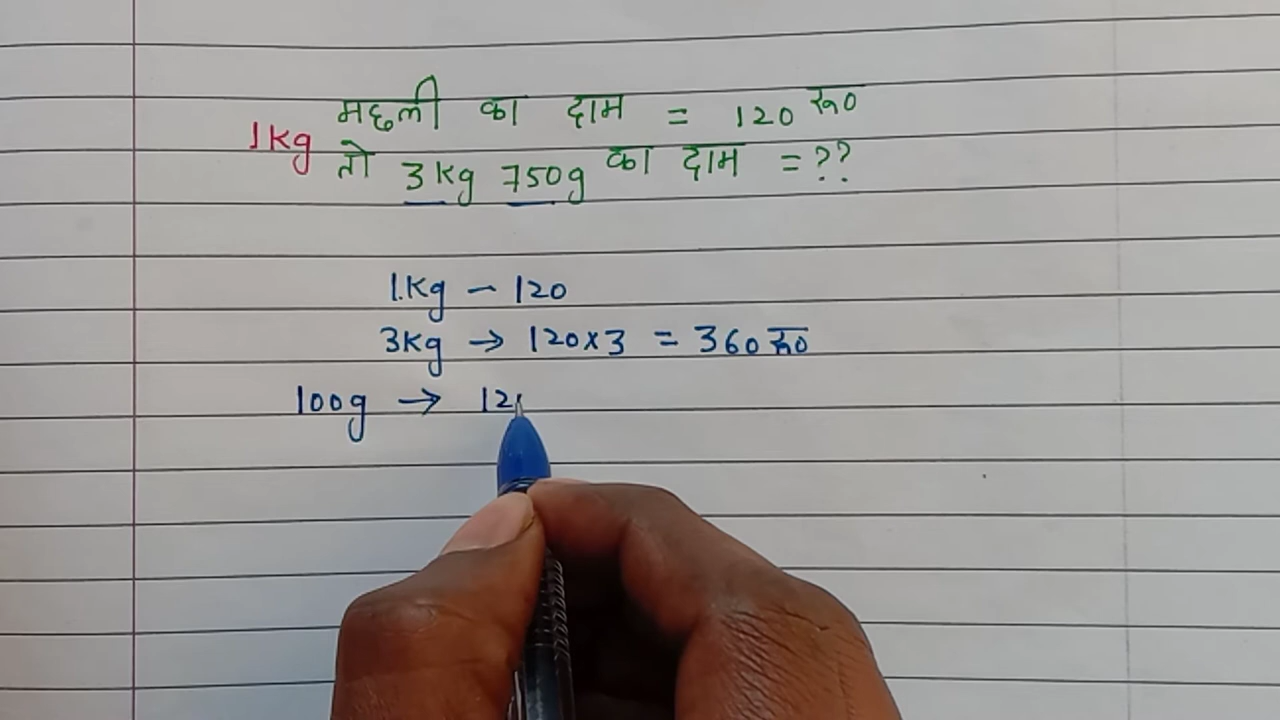 1kg मछली का दाम = 120 रु०
तो 3kg 750g का दाम = ??
1kg – 120
3kg → 120×3 = 360 रु०
100g → 12